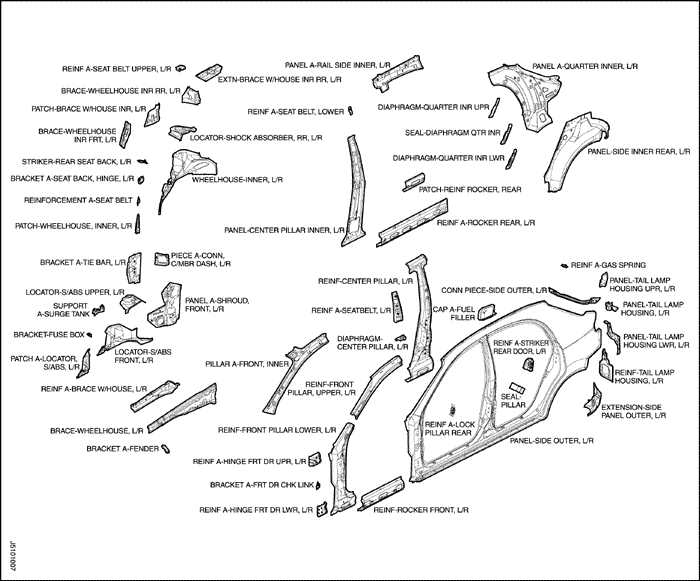 REINF A-SEAT BELT UPPER, L/R
EXTN-BRACE W/HOUSE INR RR, L/R
BRACE-WHEELHOUSE
INR RR, L/R
PATCH-BRACE W/HOUSE INR, L/R
BRACE-WHEELHOUSE
INR FRT, L/R
LOCATOR-SHOCK ABSORBER, RR, L/R
STRIKER-REAR SEAT BACK, L/R
BRACKET A-SEAT BACK, HINGE, L/R
WHEELHOUSE-INNER, L/R
REINFORCEMENT A-SEAT BELT
PATCH-WHEELHOUSE, INNER, L/R
PANEL A-RAIL SIDE INNER, L/R
REINF A-SEAT BELT, LOWER
PANEL-CENTER PILLAR INNER, L/R
PANEL A-QUARTER INNER, L/R
DIAPHRAGM-QUARTER INR UPR
SEAL-DIAPHRAGM QTR INR
DIAPHRAGM-QUARTER INR LWR
PANEL-SIDE INNER REAR, L/R
PATCH-REINF ROCKER, REAR
REINF A-ROCKER REAR, L/R
BRACKET A-TIE BAR, L/R
PIECE A-CONN,
C/MBR DASH, L/R
LOCATOR-S/ABS UPPER, L/R
SUPPORT
A-SURGE TANK
PANEL A-SHROUD,
FRONT, L/R
BRACKET-FUSE BOX
LOCATOR-S/ABS
FRONT, L/R
PATCH A-LOCATOR,
S/ABS, L/R
REINF A-BRACE W/HOUSE, L/R
BRACE-WHEELHOUSE, L/R
BRACKET A-FENDER
REINF-CENTER PILLAR, L/R
REINF A-SEATBELT, L/R
DIAPHRAGM-
CENTER PILLAR, L/R
PILLAR A-FRONT, INNER
REINF-FRONT
PILLAR, UPPER, L/R
REINF-FRONT PILLAR LOWER, L/R
REINF A-HINGE FRT DR UPR, L/R
BRACKET A-FRT DR CHK LINK
REINF A-HINGE FRT DR LWR, L/R
REINF-ROCKER FRONT, L/R
REINF A-GAS SPRING
CONN PIECE-SIDE OUTER, L/R
CAP A-FUEL
FILLER
PANEL-TAIL LAMP
HOUSING UPR, L/R
PANEL-TAIL LAMP
HOUSING, L/R
PANEL-TAIL LAMP
HOUSING LWR, L/R
REINF-TAIL LAMP
HOUSING, L/R
EXTENSION-SIDE
PANEL OUTER, L/R
REINF A-STRIKER
REAR DOOR, L/R
SEAL-
PILLAR
REINF A-LOCK
PILLAR REAR
PANEL-SIDE OUTER, L/R
J5101007